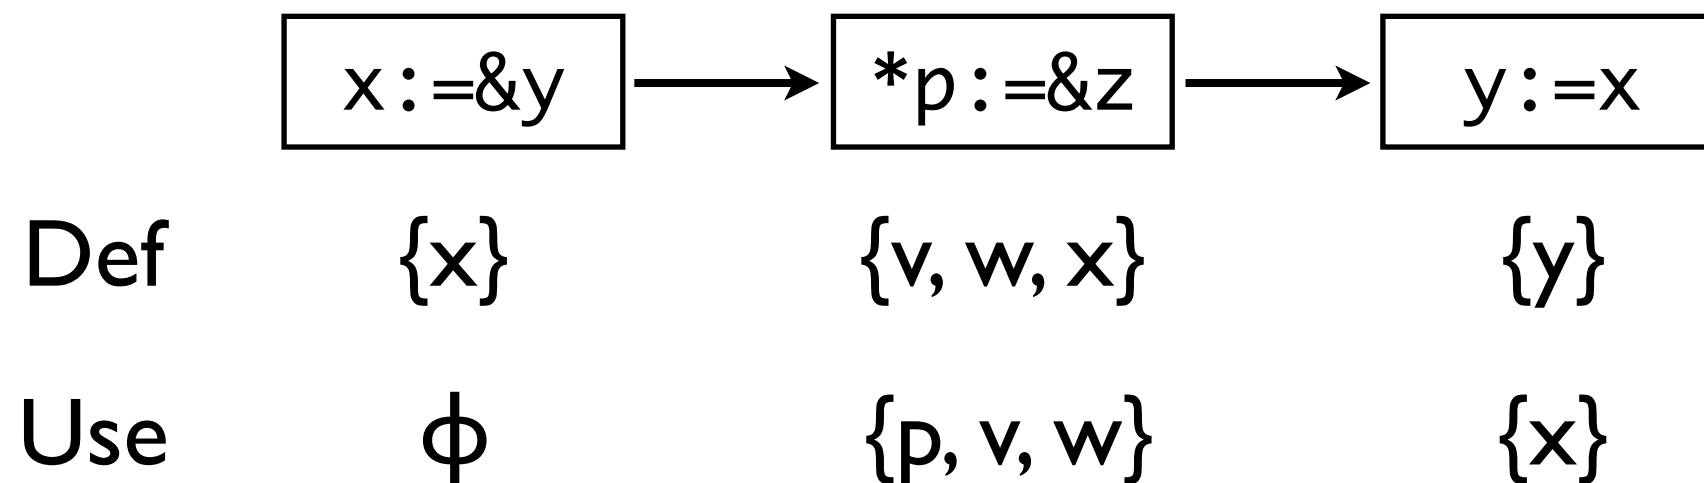 x:=&y *p:=&z y:=x
Def {x} {v, w, x} {y}
Use ϕ {p, v, w} {x}